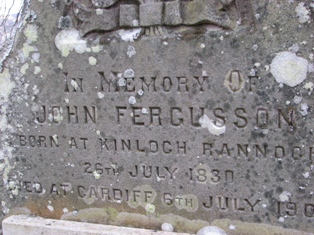 IN MEMORY OF
JOHN FERGUSSON
BORN AT KINLOCH RANNOCH
26TH JULY 1830
DIED AT CARDIFF 6TH JULY